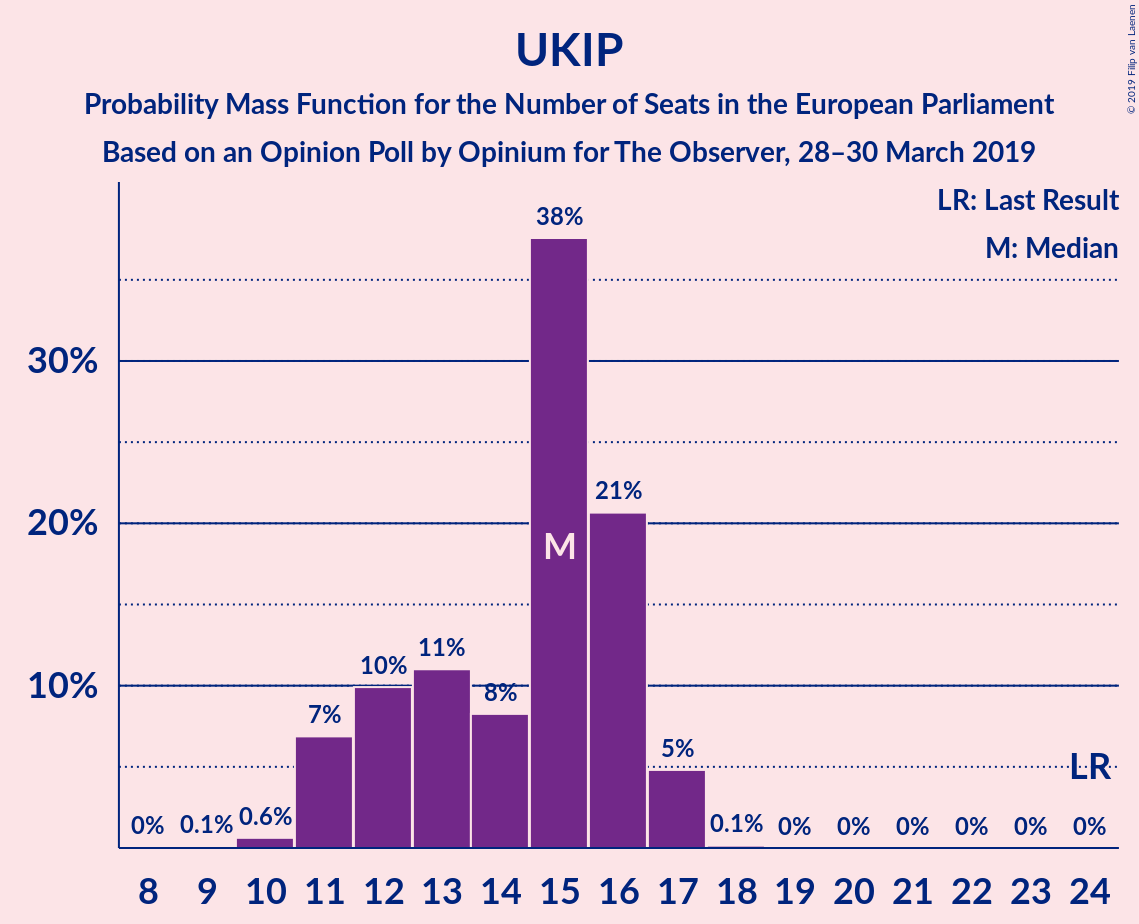 UKIP
Probability Mass Function for the Number of Seats in the European Parliament
Based on an Opinion Poll by Opinium for The Observer, 28–30 March 2019
© 2019 Filip van Laenen
LR: Last Result
M: Median
38%
30%
21%
20%
M
11%
10%
10%
8%
7%
5%
LR
0%
0.1%
0.6%
0.1%
0%
0%
0%
0%
0%
0%
8 9 10 11 12 13 14 15 16 17 18 19 20 21 22 23 24